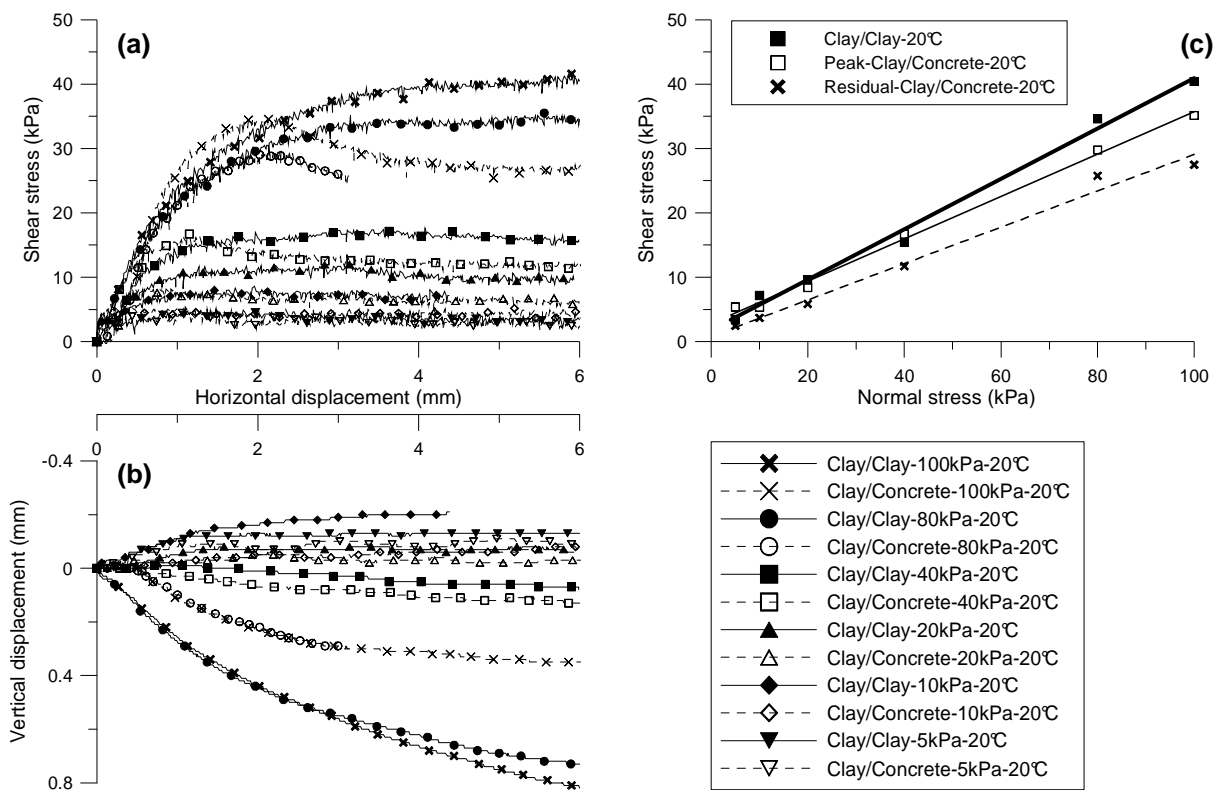 (a)
50
40
30
20
10
0
Shear stress (kPa)
0 2 4 6
Horizontal displacement (mm)
0 2 4 6
(b)
-0.4
0
0.4
0.8
Vertical displacement (mm)
(c)
Clay/Clay-20°C
Peak-Clay/Concrete-20°C
Residual-Clay/Concrete-20°C
50
40
30
20
10
0
Shear stress (kPa)
0 20 40 60 80 100
Normal stress (kPa)
Clay/Clay-100kPa-20°C
Clay/Concrete-100kPa-20°C
Clay/Clay-80kPa-20°C
Clay/Concrete-80kPa-20°C
Clay/Clay-40kPa-20°C
Clay/Concrete-40kPa-20°C
Clay/Clay-20kPa-20°C
Clay/Concrete-20kPa-20°C
Clay/Clay-10kPa-20°C
Clay/Concrete-10kPa-20°C
Clay/Clay-5kPa-20°C
Clay/Concrete-5kPa-20°C